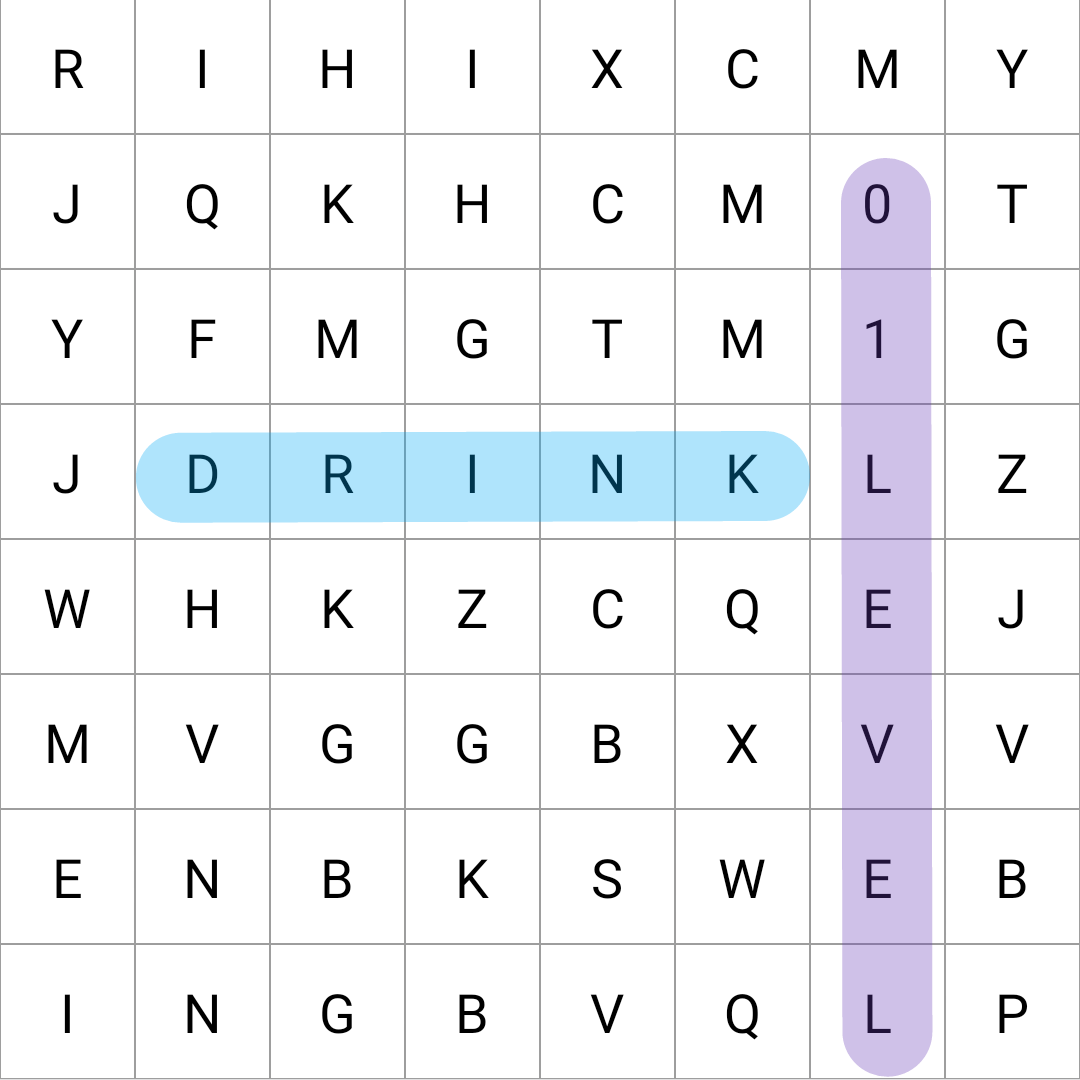 R I H I X C M Y
J Q K H C M 0 T
Y F M G T M 1 G
J D R I N K L Z
W H K Z C Q E J
M V G G B X V V
E N B K S W E B
I N G B V Q L P